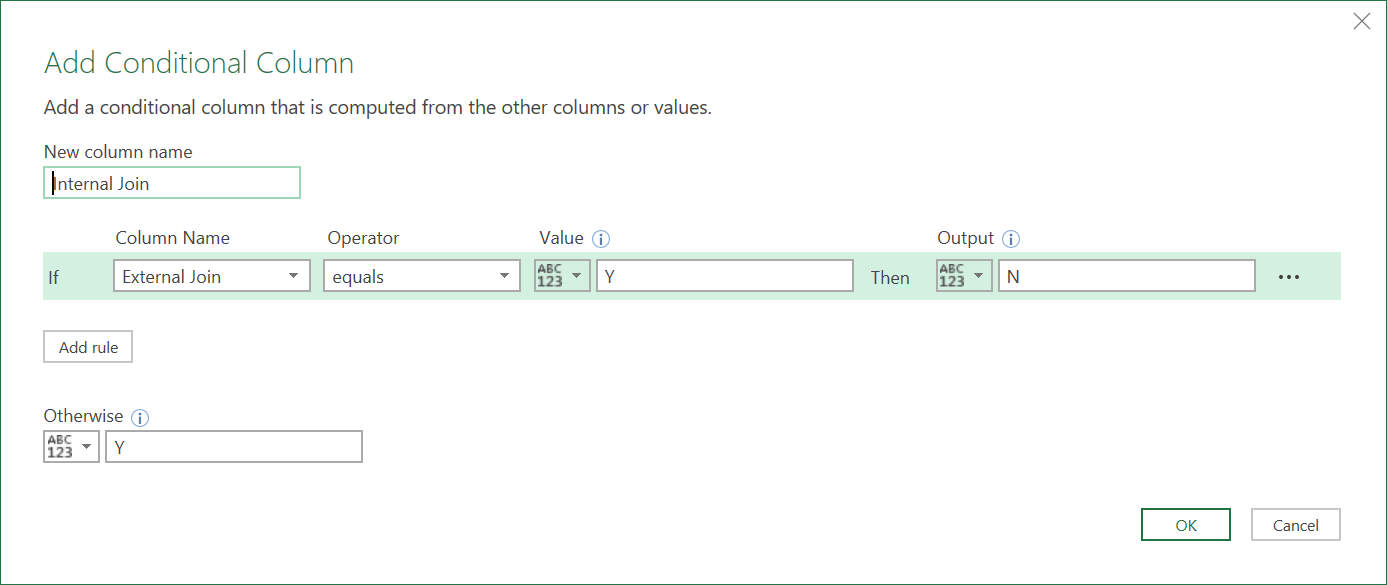 Add Conditional Column
Add a conditional column that is computed from the other columns or values.
New column name
Internal Join
Column Name Operator Value Output
If External Join equals ABC 123 Y Then ABC 123 N ...
Add rule
Otherwise
ABC 123 Y
OK Cancel